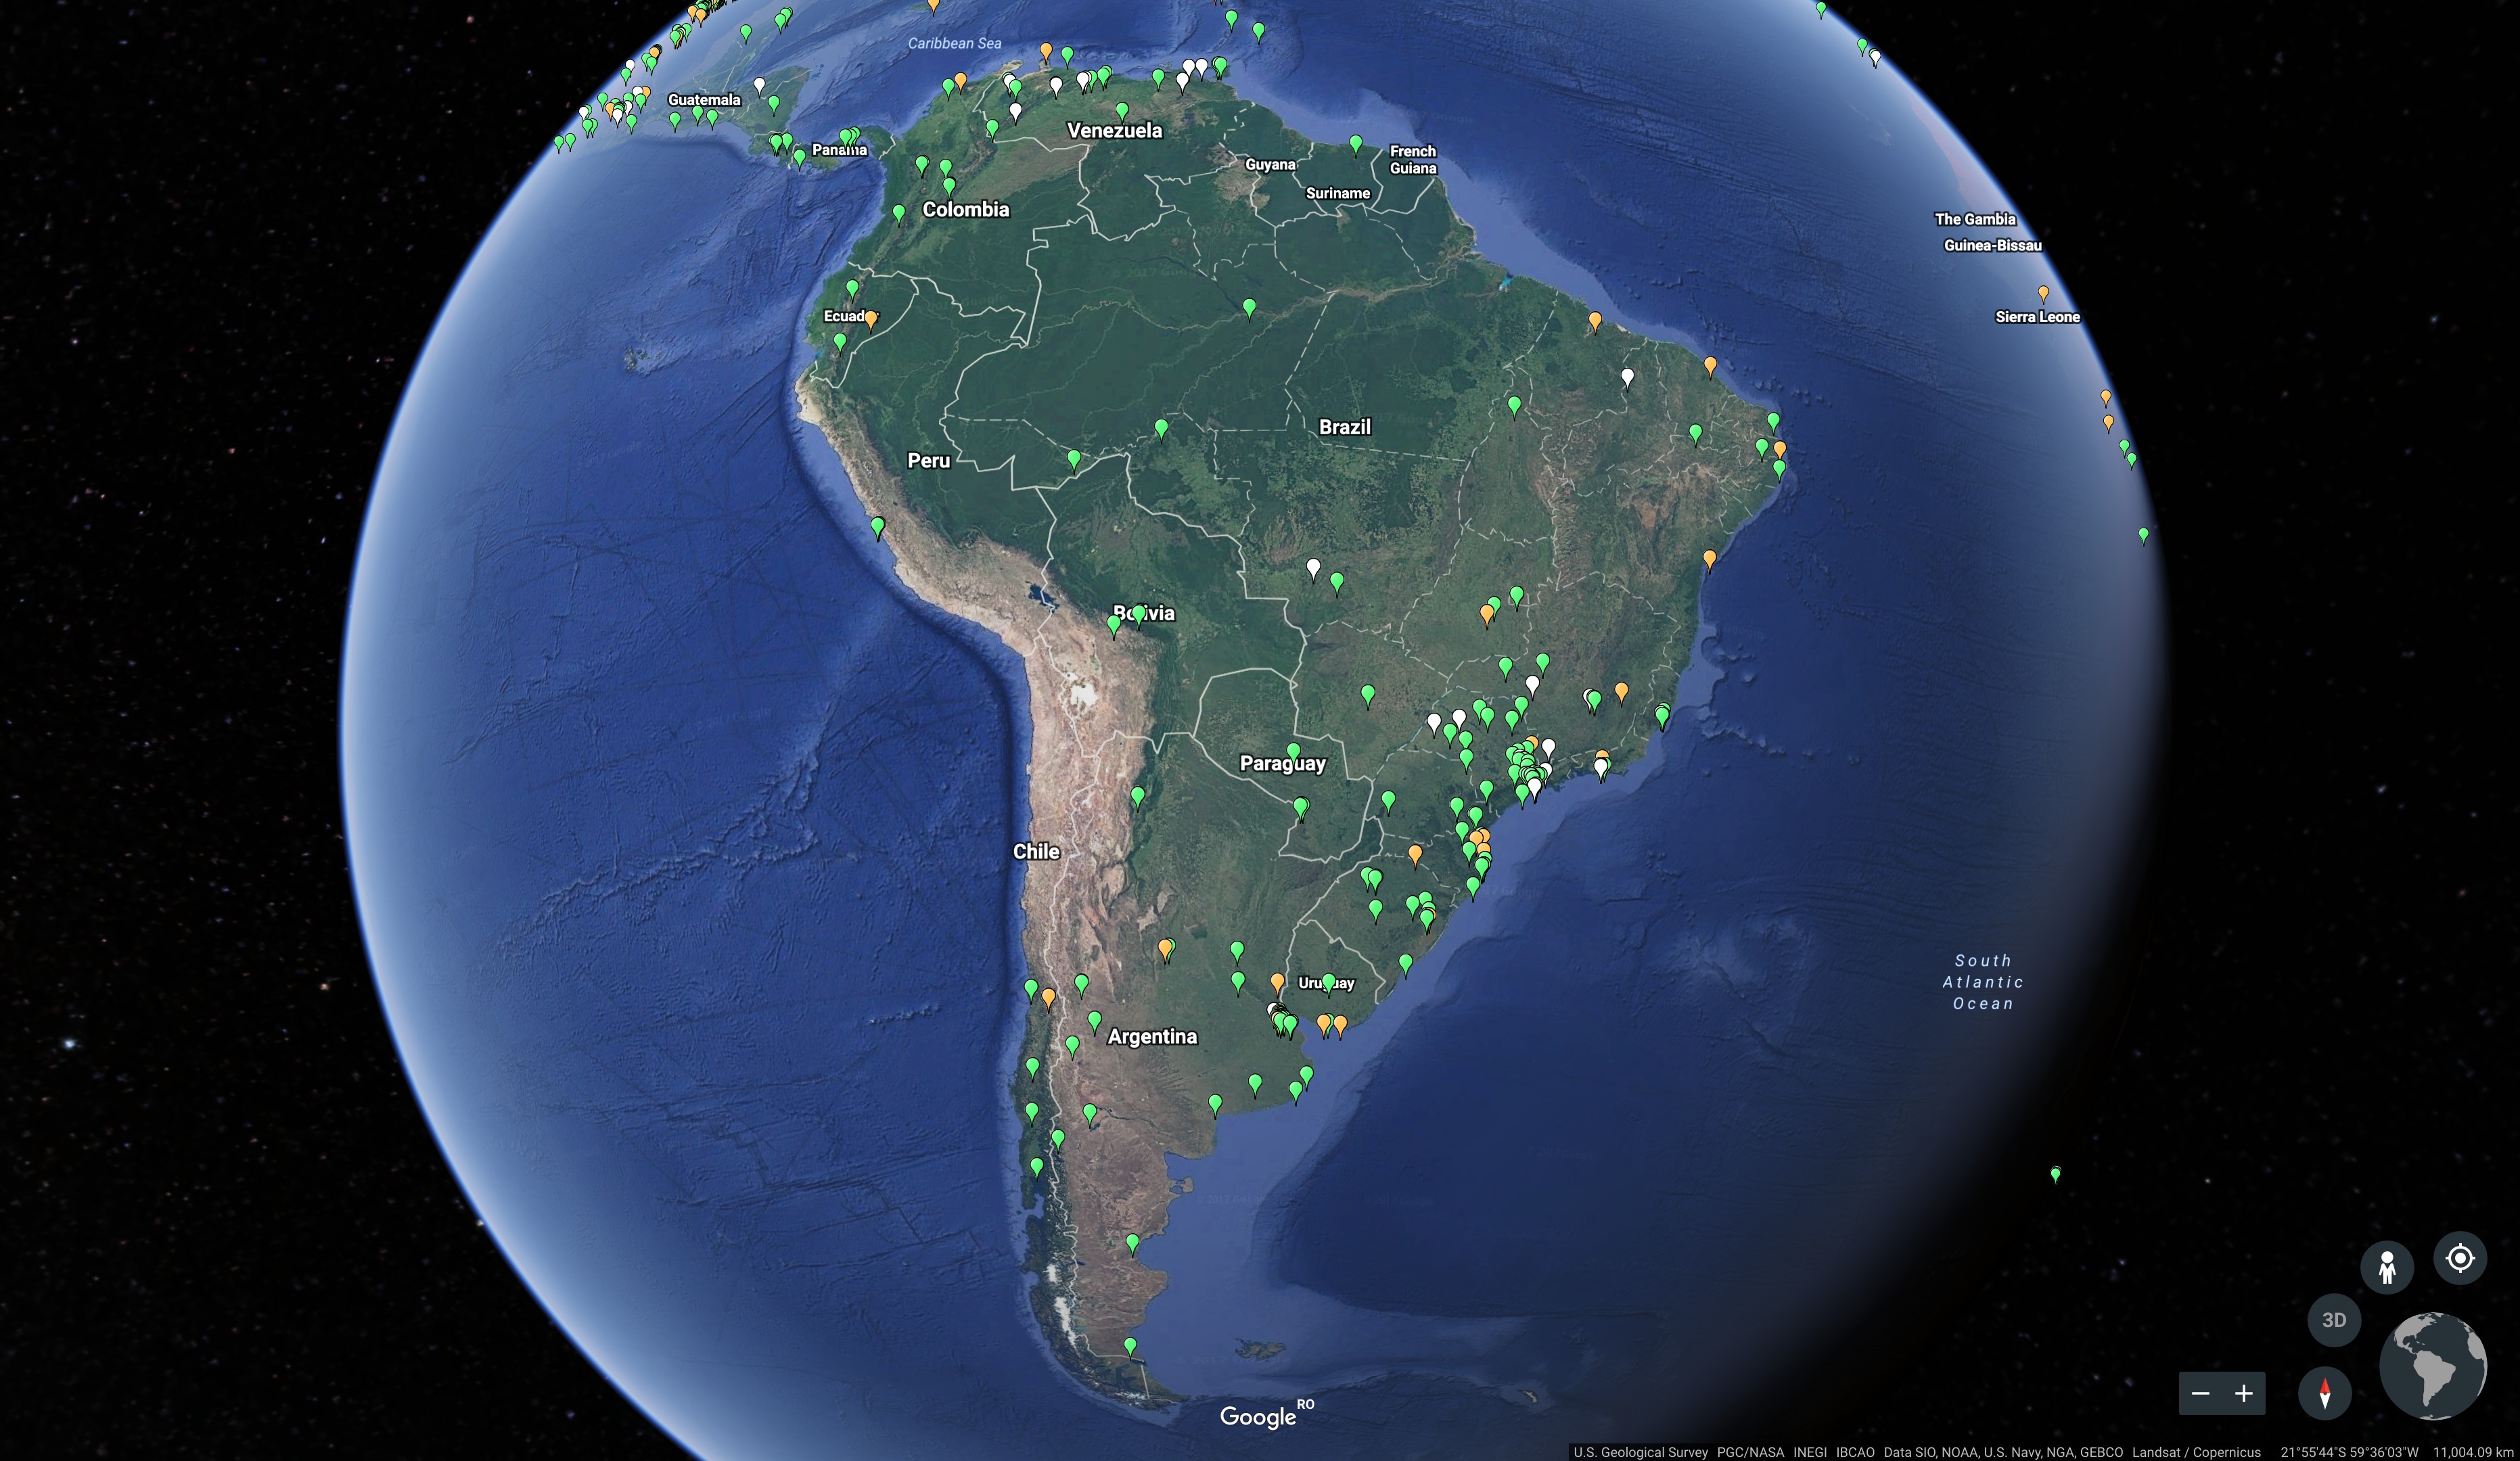 Caribbean Sea
Guatemala
Panama
Venezuela
Guyana
French
Guiana
Suriname
Colombia
The Gambia
Guinea-Bissau
Sierra Leone
Ecuador
Brazil
Peru
Bolivia
Paraguay
Chile
Uruguay
Argentina
South
Atlantic
Ocean
3D
Google RO
U.S. Geological Survey PGC/NASA INEGI IBCAO Data SIO, NOAA, U.S. Navy, NGA, GEBCO Landsat / Copernicus 21°55'44"S 59°36'03"W 11,004.09 km